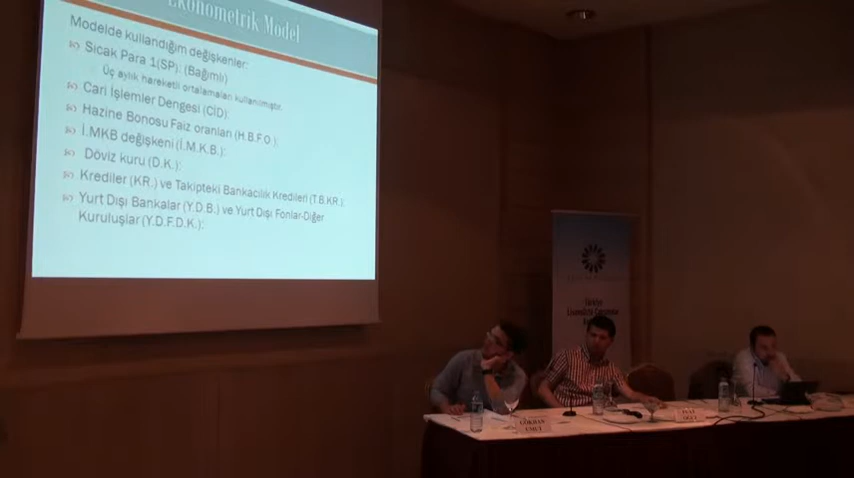 Ekonometrik Model
Modelde kullandığım değişkenler:
Sıcak Para 1(SP): (Bağımlı)
Üç aylık hareketli ortalamaları kullanılmıştır.
Cari İşlemler Dengesi (CİD):
Hazine Bonosu Faiz oranları (H.B.F.O.):
İ.MKB değişkeni (İ.M.K.B.):
Döviz kuru (D.K.):
Krediler (KR.) ve Takipteki Bankacılık Kredileri (T.B.KR.):
Yurt Dışı Bankalar (Y.D.B.) ve Yurt Dışı Fonlar-Diğer
Kuruluşlar (Y.D.F.D.K.):
Türkiye
GÖKHAN
UMUT